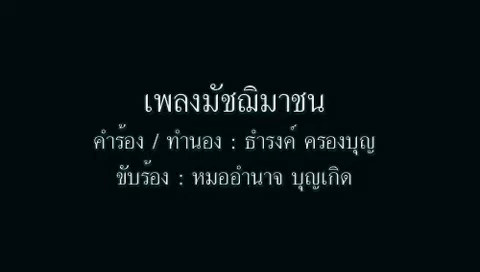 เพลงมัชฌิมาชน
คำร้อง / ทำนอง : ธำรงค์ ครองบุญ
ขับร้อง : หมออำนาจ บุญเกิด